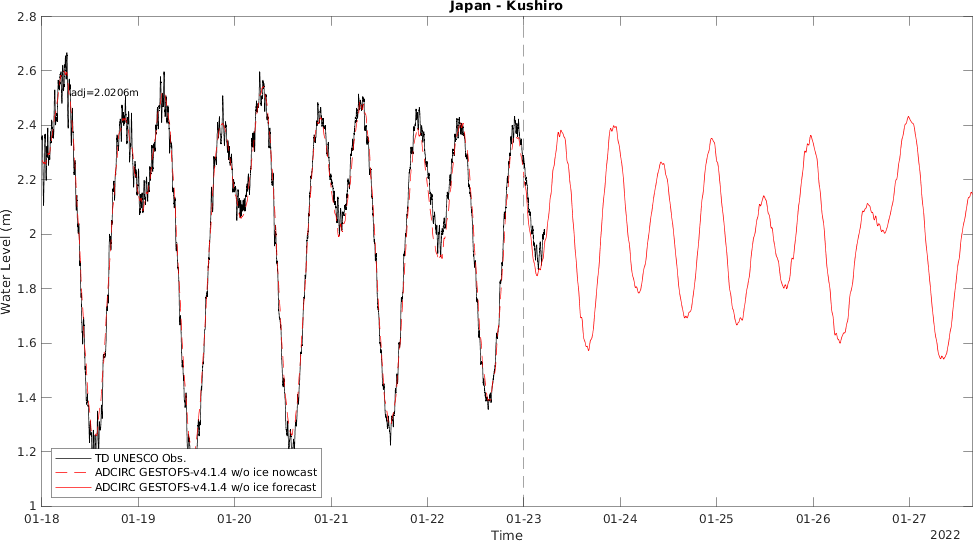 Japan - Kushiro
2.8
2.6
adj=2.0206m
2.4
2.2
2
Water Level (m)
1.8
1.6
1.4
1.2
1
TD UNESCO Obs.
ADCIRC GESTOFS-v4.1.4 w/o ice nowcast
ADCIRC GESTOFS-v4.1.4 w/o ice forecast
01-18 01-19 01-20 01-21 01-22 01-23 01-24 01-25 01-26 01-27
Time
2022